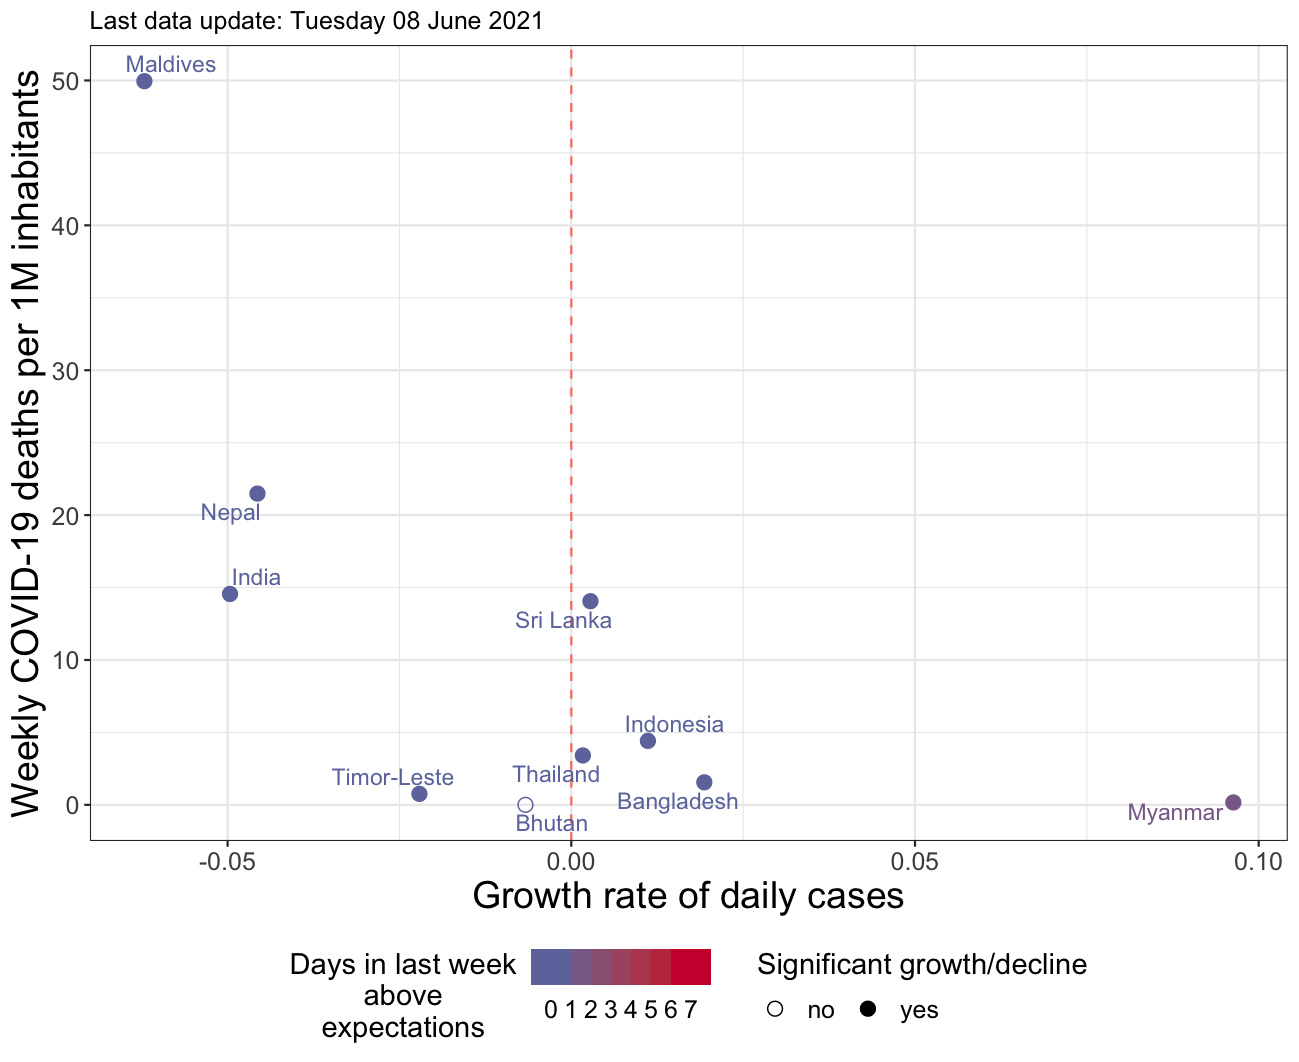 Last data update: Tuesday 08 June 2021
Weekly COVID-19 deaths per 1M inhabitants
50
40
30
20
10
0
Maldives
Nepal
India
Sri Lanka
Indonesia
Thailand
Timor-Leste
Bangladesh
Bhutan
Myanmar
-0.05 0.00 0.05 0.10
Growth rate of daily cases
Days in last week
above
expectations
0 1 2 3 4 5 6 7
Significant growth/decline
no yes